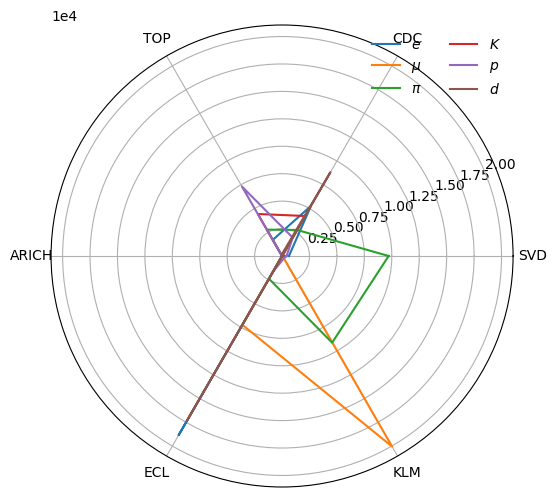 1e4
TOP
CDC
e
K
μ
p
π
d
2.00
1.75
1.50
1.25
1.00
0.75
0.50
0.25
ARICH
SVD
ECL
KLM